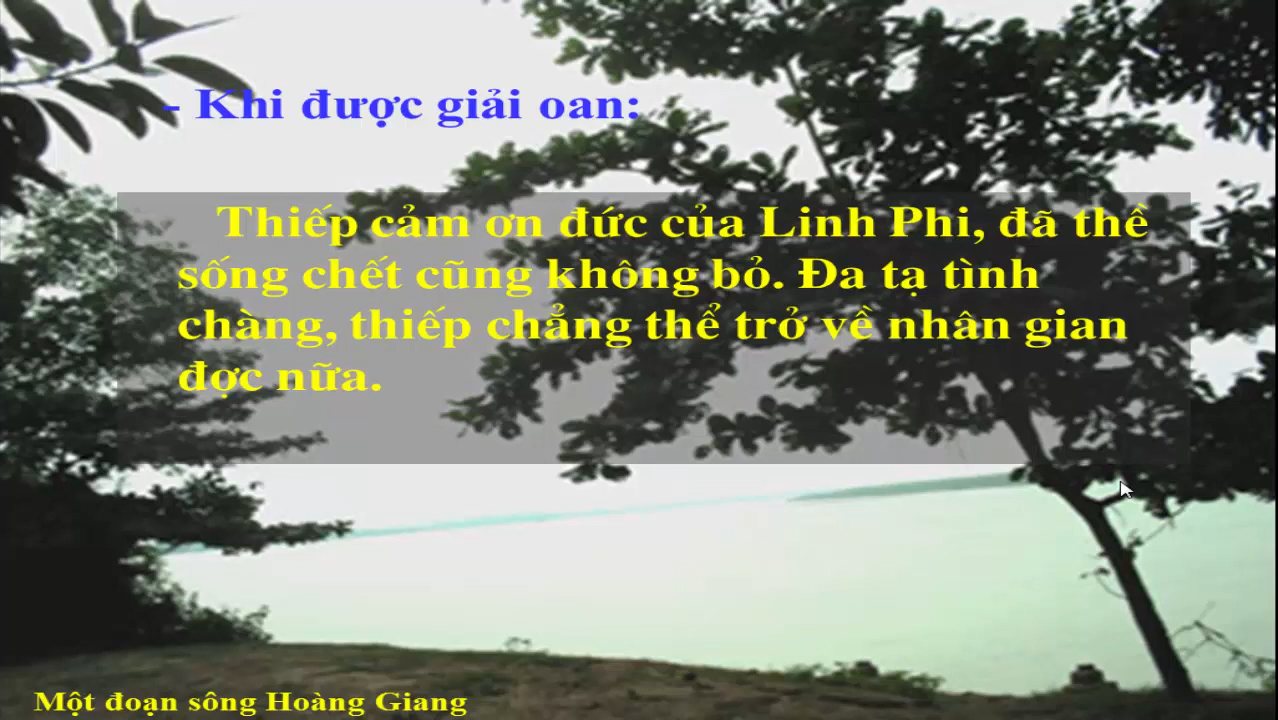 - Khi được giải oan:
Thiếp cảm ơn đức của Linh Phi, đã thề
sống chết cũng không bỏ. Đa tạ tình
chàng, thiếp chẳng thể trở về nhân gian
đợc nữa.
Một đoạn sông Hoàng Giang